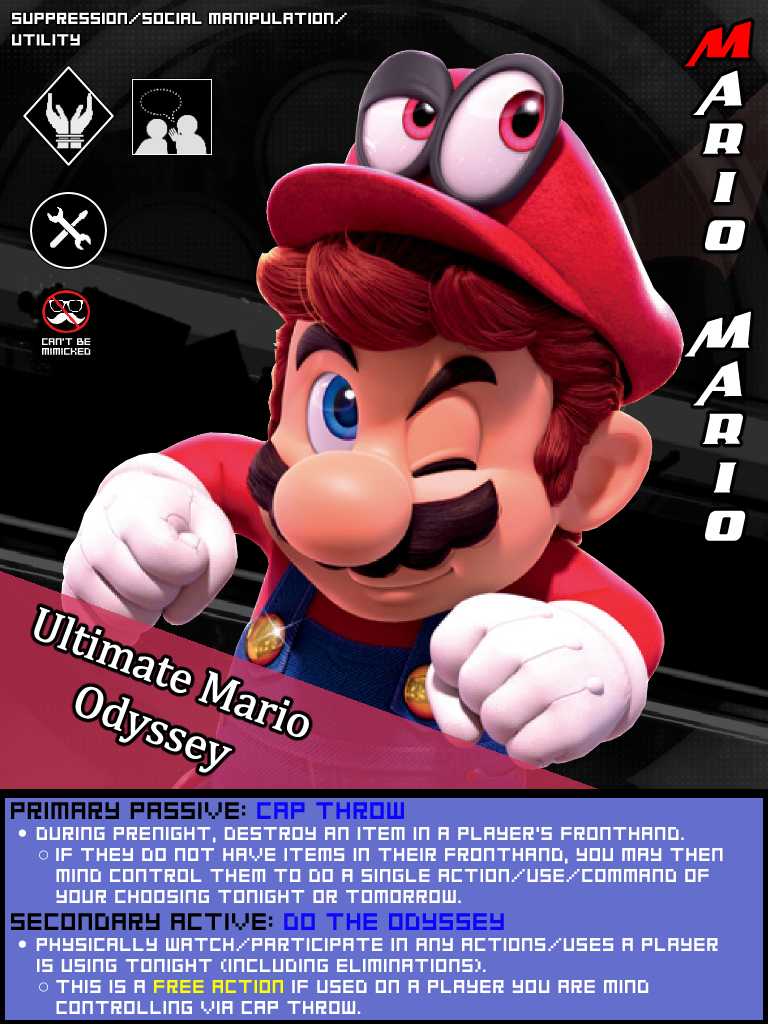 SUPPRESSION/SOCIAL MANIPULATION/
UTILITY
MARIO MARIO
CAN'T BE
MIMICKED
Ultimate Mario
Odyssey
PRIMARY PASSIVE: CAP THROW
• DURING PRENIGHT, DESTROY AN ITEM IN A PLAYER'S FRONTHAND.
○ IF THEY DO NOT HAVE ITEMS IN THEIR FRONTHAND, YOU MAY THEN
MIND CONTROL THEM TO DO A SINGLE ACTION/USE/COMMAND OF
YOUR CHOOSING TONIGHT OR TOMORROW.
SECONDARY ACTIVE: DO THE ODYSSEY
• PHYSICALLY WATCH/PARTICIPATE IN ANY ACTIONS/USES A PLAYER
IS USING TONIGHT (INCLUDING ELIMINATIONS).
○ THIS IS A FREE ACTION IF USED ON A PLAYER YOU ARE MIND
CONTROLLING VIA CAP THROW.